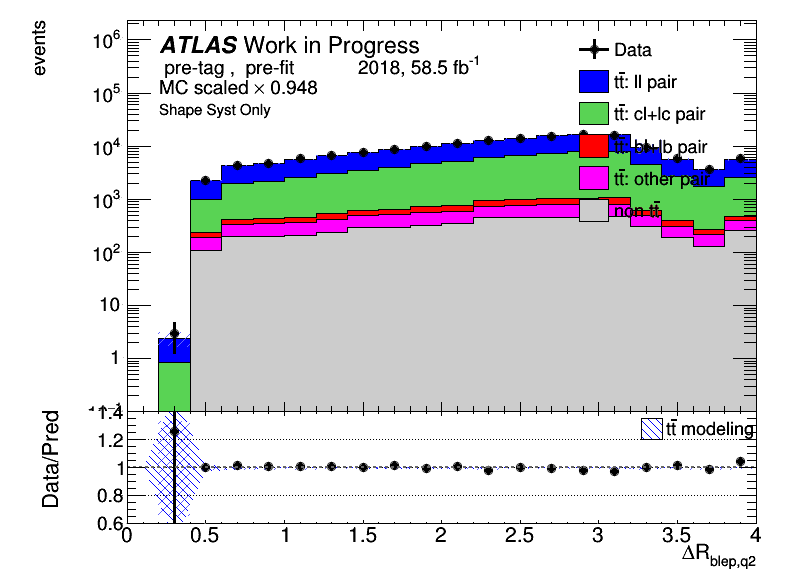 events
10⁶
10⁵
10⁴
10³
10²
10
1
ATLAS Work in Progress
pre-tag , pre-fit 2018, 58.5 fb⁻¹
MC scaled × 0.948
Shape Syst Only
Data
tt̄: ll pair
tt̄: cl+lc pair
tt̄: bl+lb pair
tt̄: other pair
non tt̄
Data/Pred
1.4
1.2
1
0.8
0.6
tt̄ modeling
0 0.5 1 1.5 2 2.5 3 3.5 4
ΔR_blep,q2